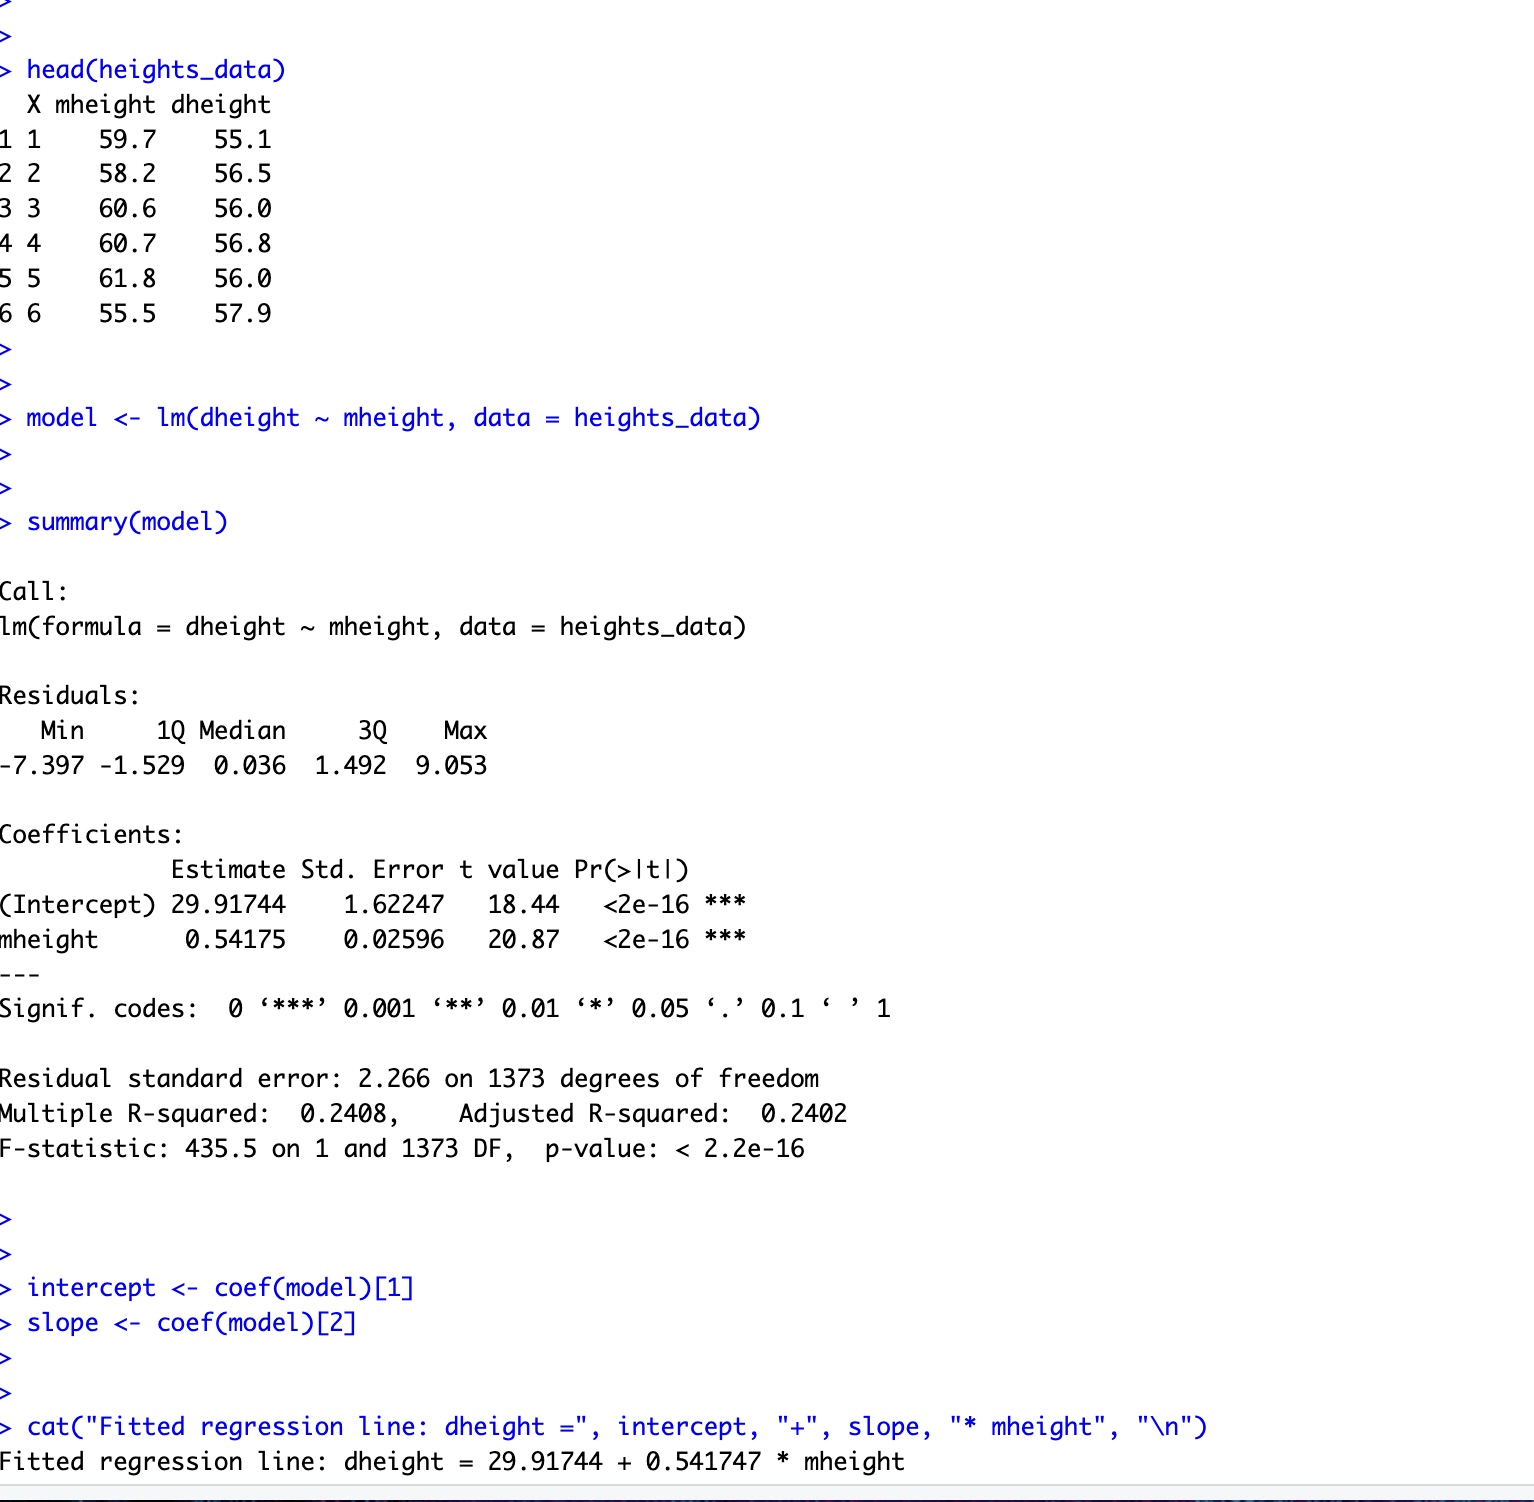 >
>
> head(heights_data)
  X mheight dheight
1 1    59.7    55.1
2 2    58.2    56.5
3 3    60.6    56.0
4 4    60.7    56.8
5 5    61.8    56.0
6 6    55.5    57.9
>
>
> model <- lm(dheight ~ mheight, data = heights_data)
>
>
> summary(model)
Call:
lm(formula = dheight ~ mheight, data = heights_data)
Residuals:
   Min     1Q Median     3Q    Max
-7.397 -1.529  0.036  1.492  9.053
Coefficients:
            Estimate Std. Error t value Pr(>|t|)
(Intercept) 29.91744    1.62247   18.44   <2e-16 ***
mheight      0.54175    0.02596   20.87   <2e-16 ***
---
Signif. codes:  0 ‘***’ 0.001 ‘**’ 0.01 ‘*’ 0.05 ‘.’ 0.1 ‘ ’ 1
Residual standard error: 2.266 on 1373 degrees of freedom
Multiple R-squared:  0.2408,    Adjusted R-squared:  0.2402
F-statistic: 435.5 on 1 and 1373 DF,  p-value: < 2.2e-16
>
>
> intercept <- coef(model)[1]
> slope <- coef(model)[2]
>
>
> cat("Fitted regression line: dheight =", intercept, "+", slope, "* mheight", "\n")
Fitted regression line: dheight = 29.91744 + 0.541747 * mheight